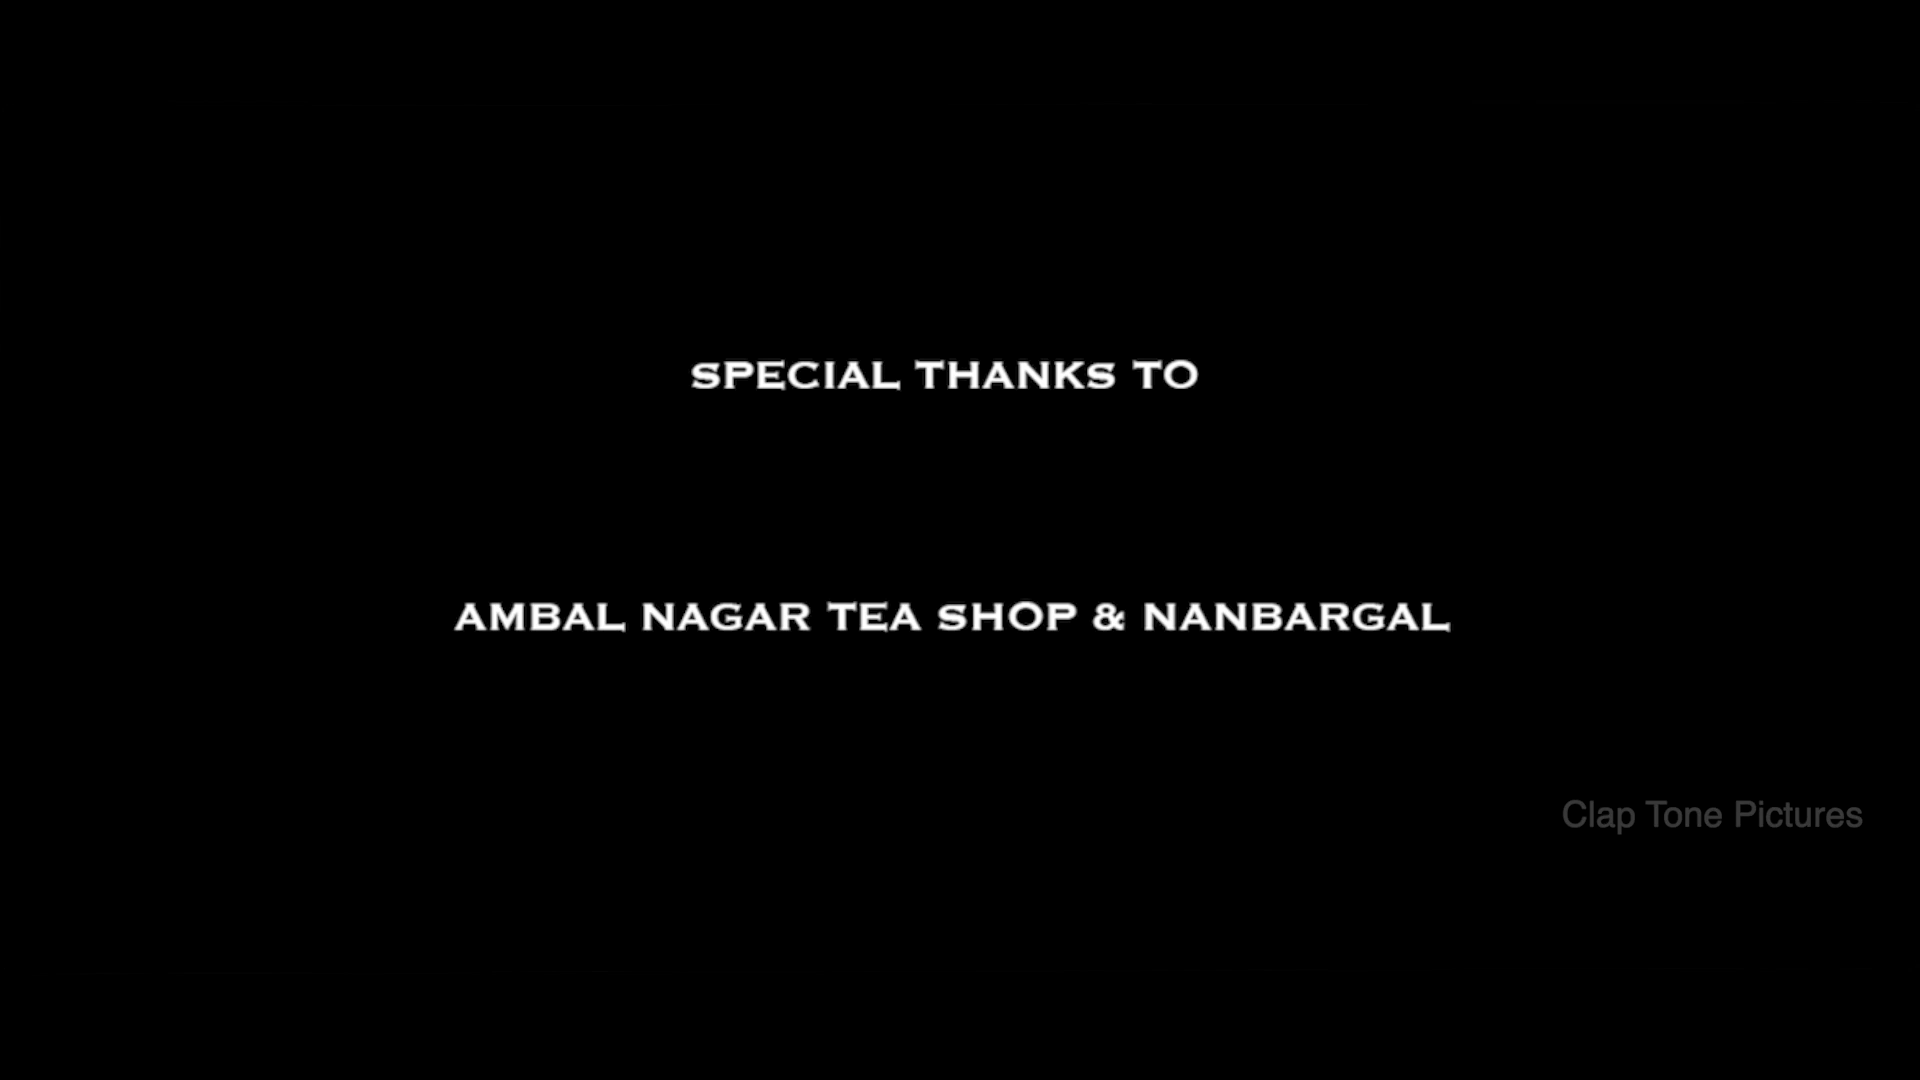 SPECIAL THANKS TO
AMBAL NAGAR TEA SHOP & NANBARGAL
Clap Tone Pictures